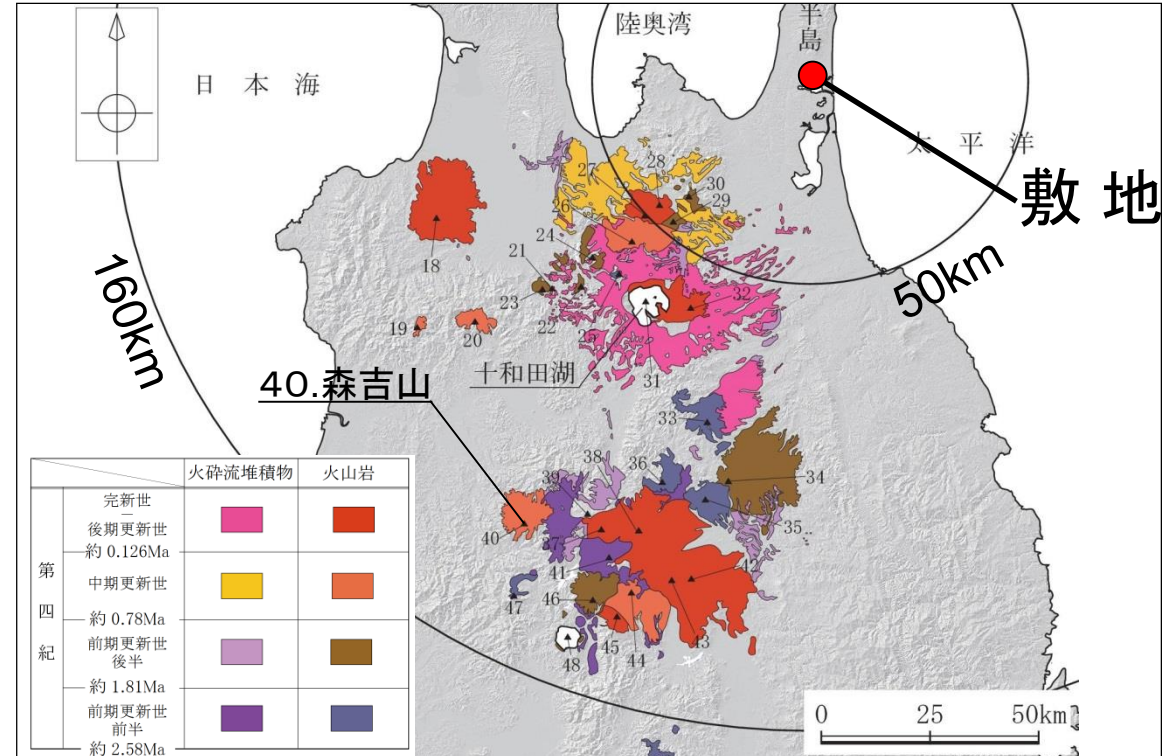 日 本 海
陸奥湾
半島
太 平 洋
敷 地
50km
160km
十和田湖
40.森吉山
18
19
20
21
22
23
24
25
26
27
28
29
30
31
32
33
34
35
36
37
38
39
40
41
42
43
44
45
46
47
48
火砕流堆積物 火山岩
第四紀
完新世
―
後期更新世
約 0.126Ma
中期更新世
約 0.78Ma
前期更新世
後半
約 1.81Ma
前期更新世
前半
約 2.58Ma
0 25 50km